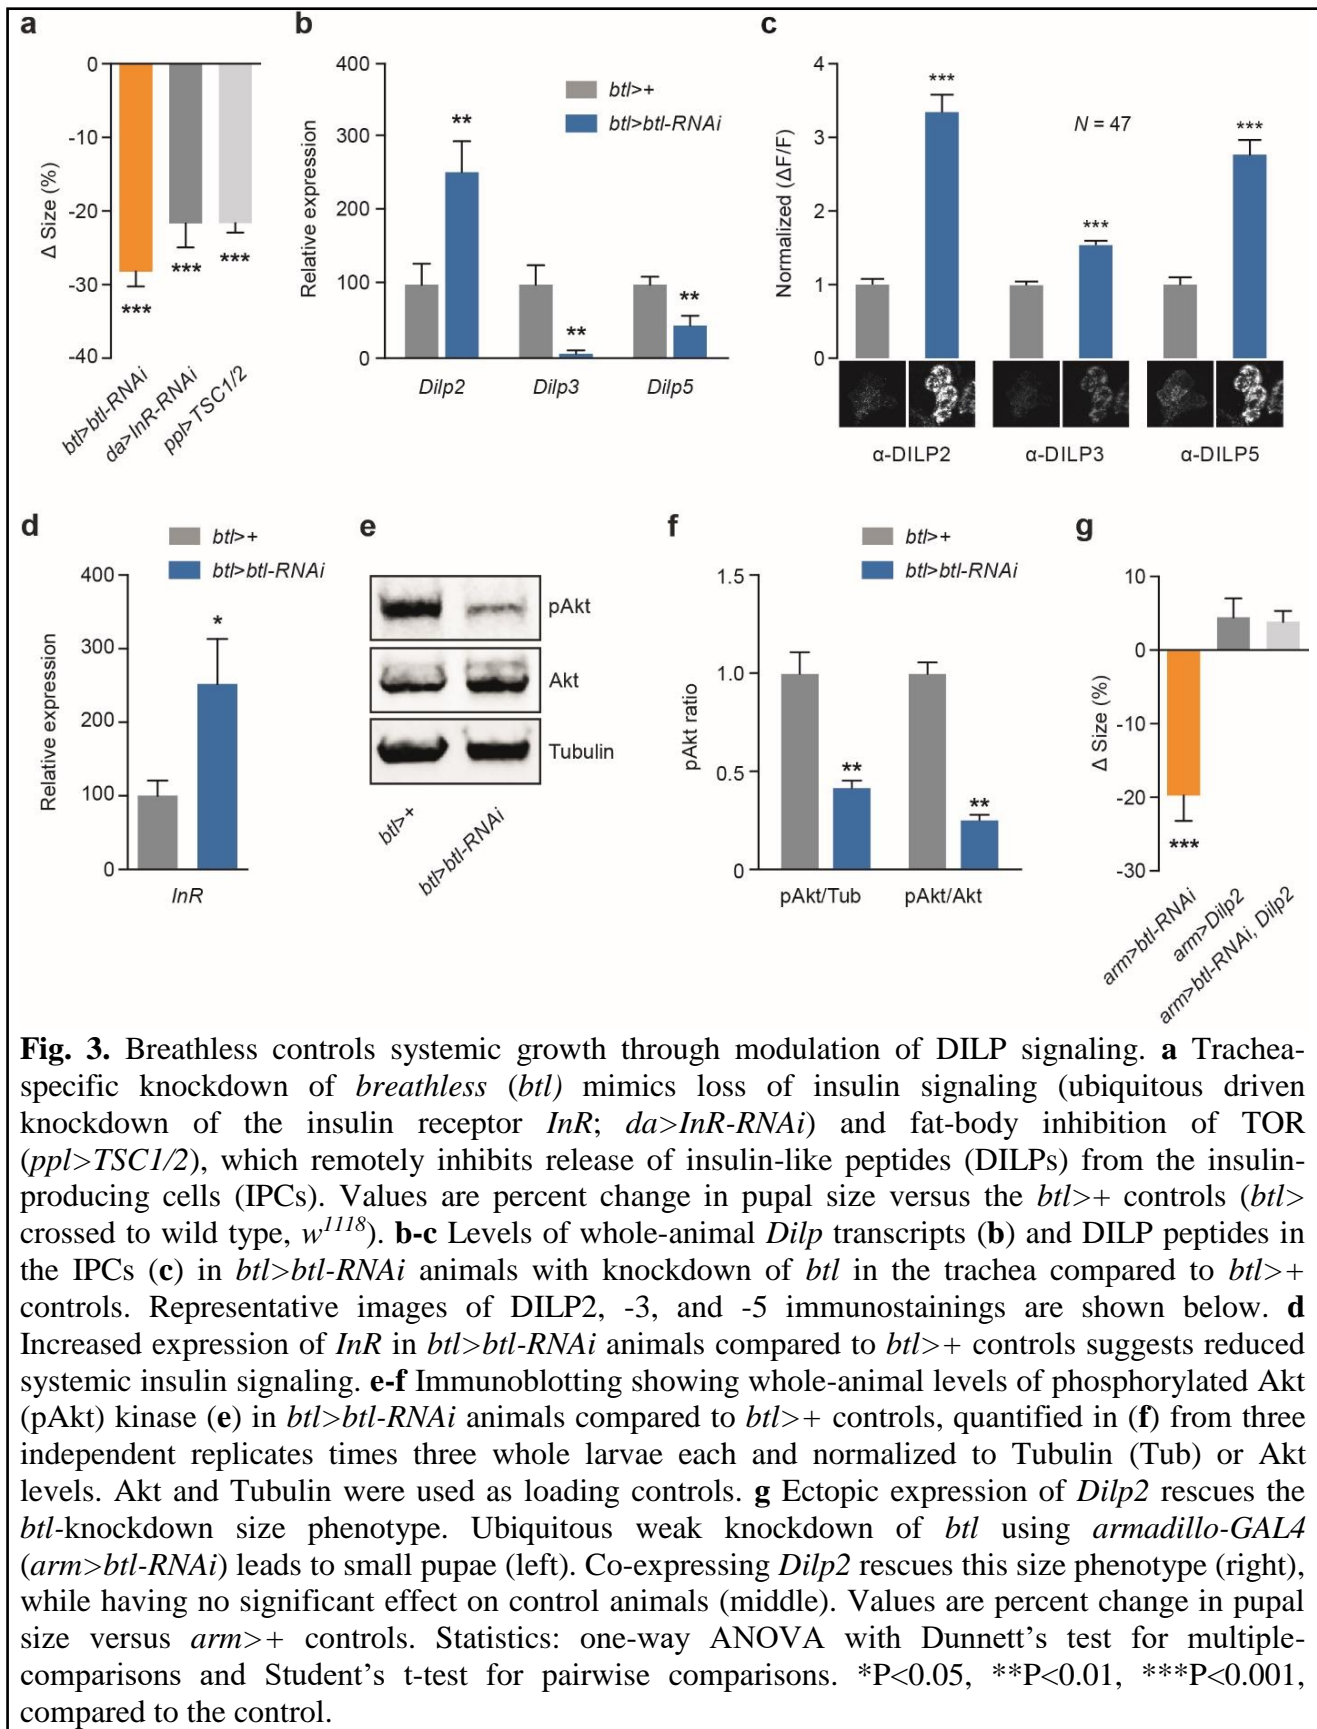 a
0
-10
-20
-30
-40
Δ Size (%)
***
***
***
btl>btl-RNAi
da>InR-RNAi
ppl>TSC1/2
b
400
300
200
100
0
Relative expression
btl>+
btl>btl-RNAi
**
**
**
Dilp2
Dilp3
Dilp5
c
4
3
2
1
0
Normalized (ΔF/F)
N = 47
***
***
***
α-DILP2
α-DILP3
α-DILP5
d
btl>+
btl>btl-RNAi
400
300
200
100
0
Relative expression
*
InR
e
pAkt
Akt
Tubulin
btl>+
btl>btl-RNAi
f
btl>+
btl>btl-RNAi
1.5
1.0
0.5
0
pAkt ratio
**
**
pAkt/Tub
pAkt/Akt
g
10
0
-10
-20
-30
Δ Size (%)
***
arm>btl-RNAi
arm>Dilp2
arm>btl-RNAi, Dilp2
Fig. 3. Breathless controls systemic growth through modulation of DILP signaling. a Trachea-
specific knockdown of breathless (btl) mimics loss of insulin signaling (ubiquitous driven
knockdown of the insulin receptor InR; da>InR-RNAi) and fat-body inhibition of TOR
(ppl>TSC1/2), which remotely inhibits release of insulin-like peptides (DILPs) from the insulin-
producing cells (IPCs). Values are percent change in pupal size versus the btl>+ controls (btl>
crossed to wild type, w1118). b-c Levels of whole-animal Dilp transcripts (b) and DILP peptides in
the IPCs (c) in btl>btl-RNAi animals with knockdown of btl in the trachea compared to btl>+
controls. Representative images of DILP2, -3, and -5 immunostainings are shown below. d
Increased expression of InR in btl>btl-RNAi animals compared to btl>+ controls suggests reduced
systemic insulin signaling. e-f Immunoblotting showing whole-animal levels of phosphorylated Akt
(pAkt) kinase (e) in btl>btl-RNAi animals compared to btl>+ controls, quantified in (f) from three
independent replicates times three whole larvae each and normalized to Tubulin (Tub) or Akt
levels. Akt and Tubulin were used as loading controls. g Ectopic expression of Dilp2 rescues the
btl-knockdown size phenotype. Ubiquitous weak knockdown of btl using armadillo-GAL4
(arm>btl-RNAi) leads to small pupae (left). Co-expressing Dilp2 rescues this size phenotype (right),
while having no significant effect on control animals (middle). Values are percent change in pupal
size versus arm>+ controls. Statistics: one-way ANOVA with Dunnett’s test for multiple-
comparisons and Student’s t-test for pairwise comparisons. *P<0.05, **P<0.01, ***P<0.001,
compared to the control.